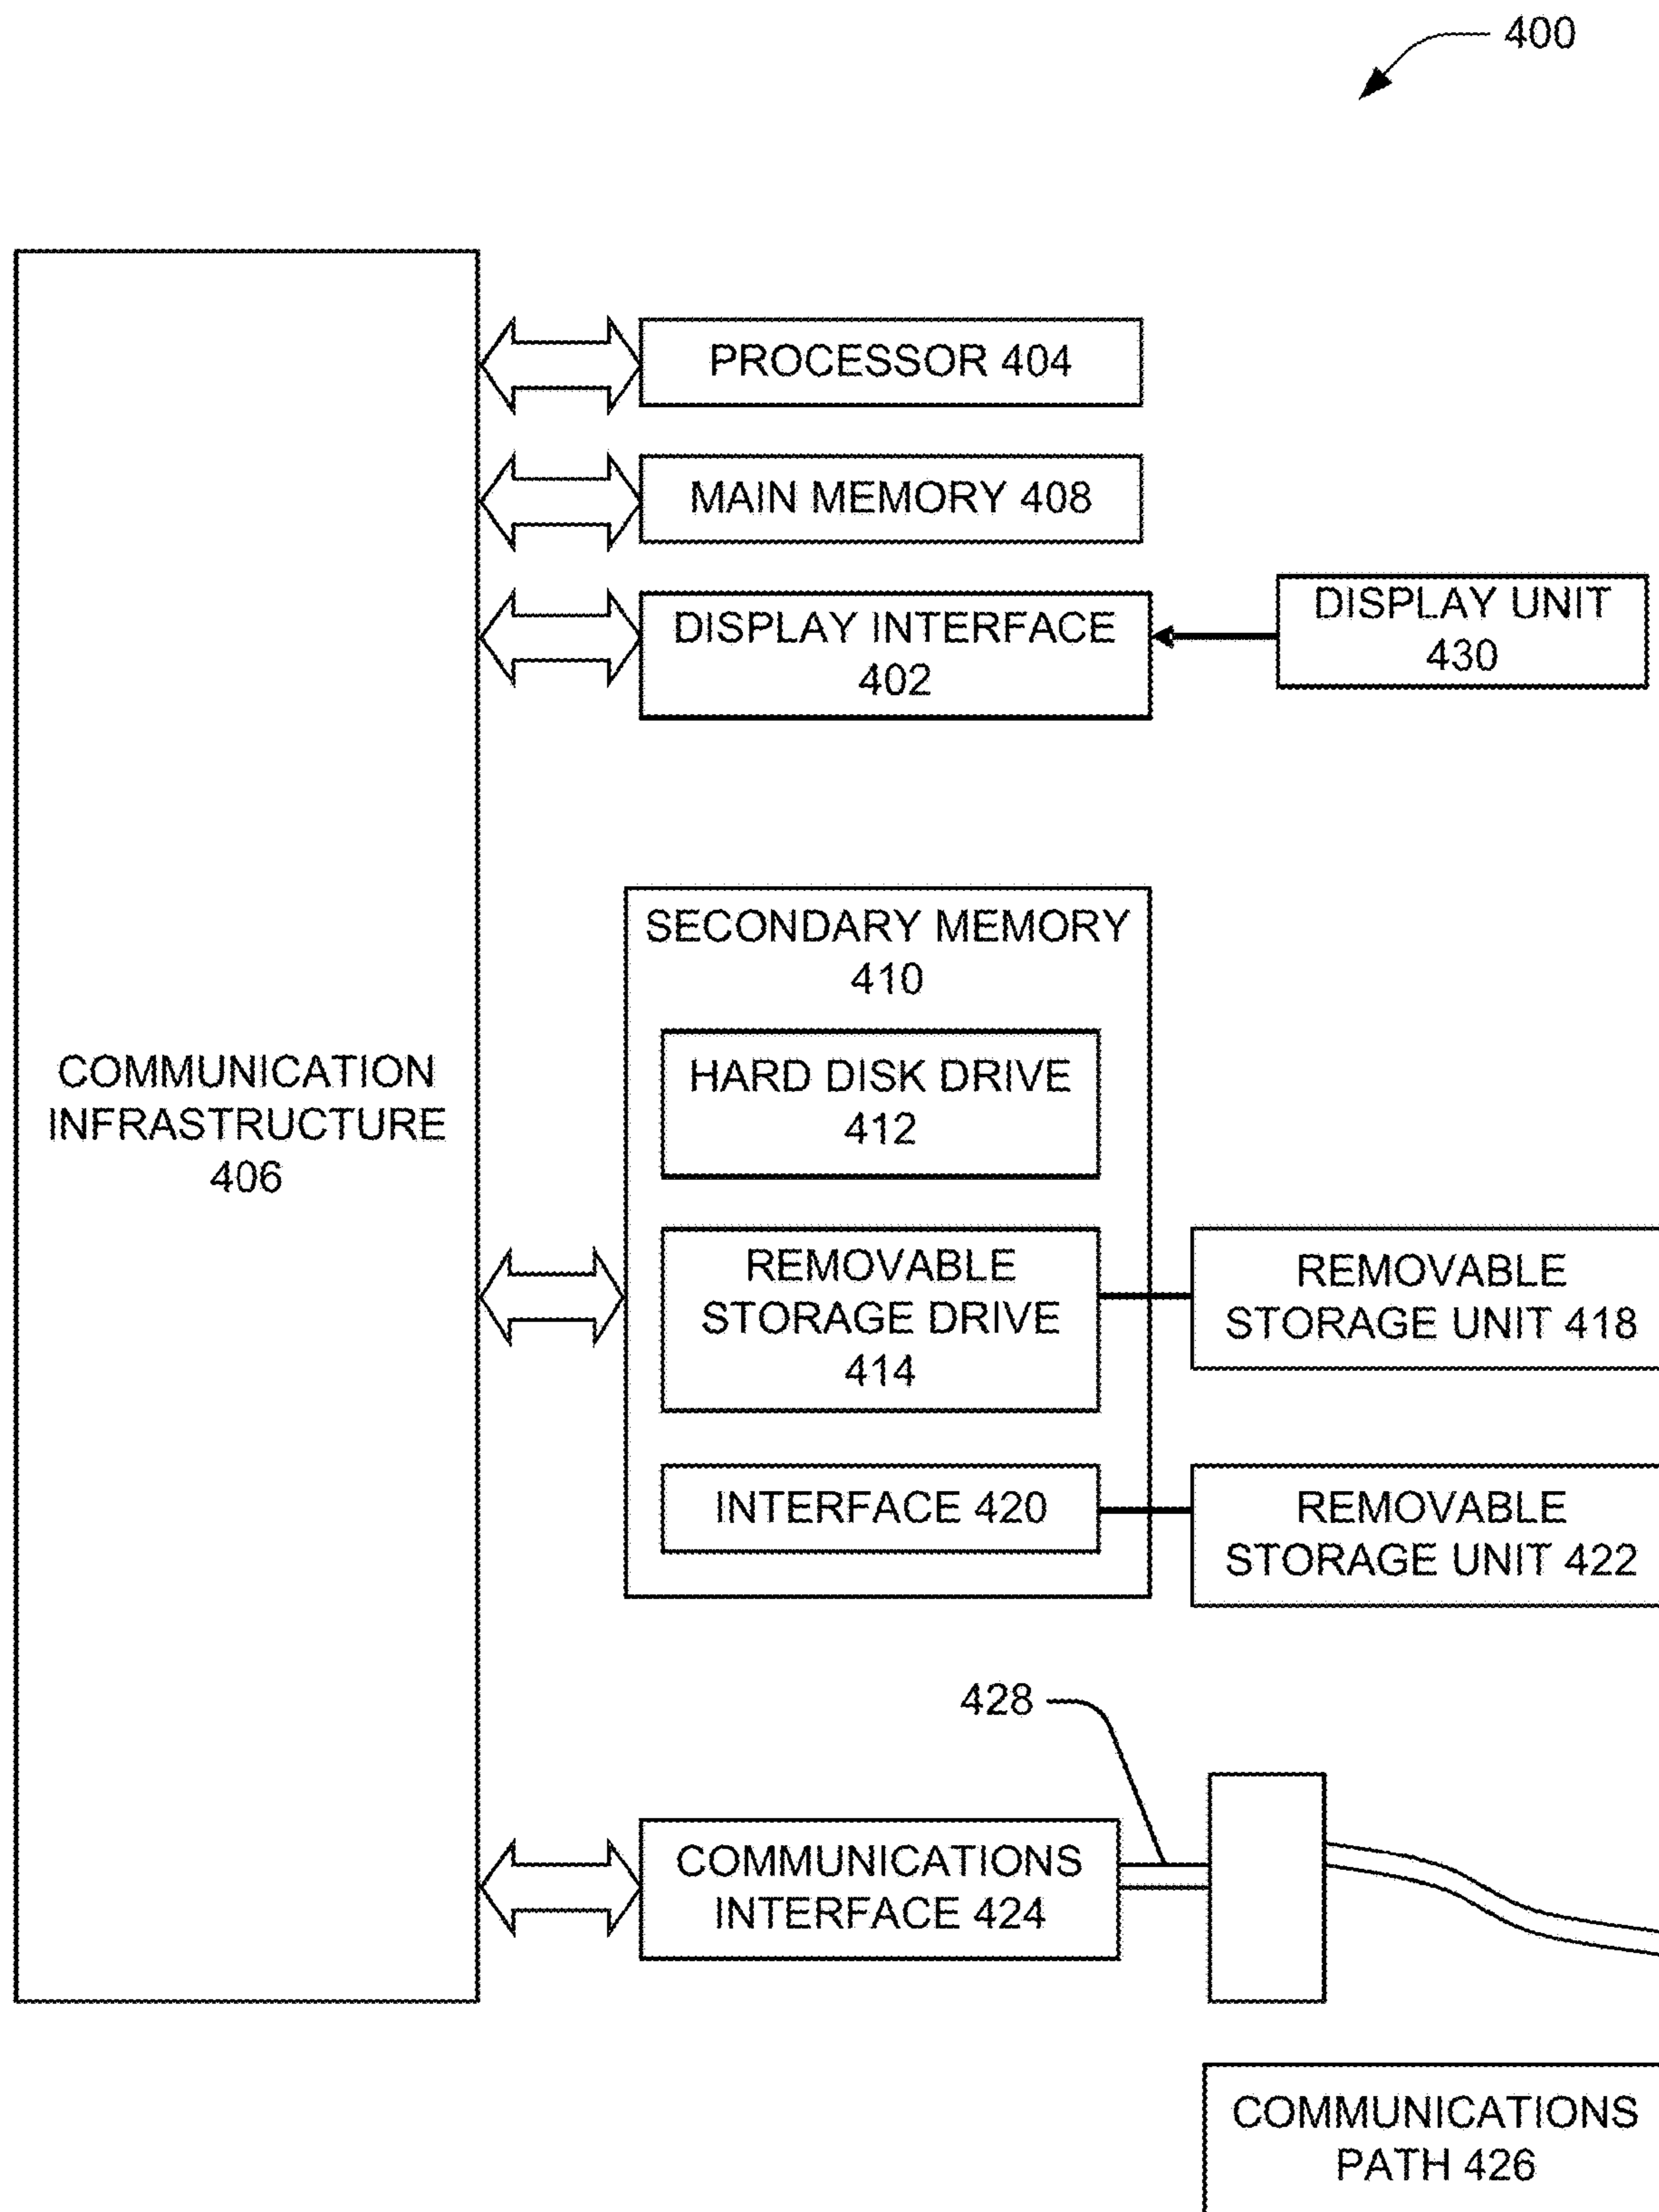 400
PROCESSOR 404
MAIN MEMORY 408
DISPLAY INTERFACE
402
DISPLAY UNIT
430
COMMUNICATION
INFRASTRUCTURE
406
SECONDARY MEMORY
410
HARD DISK DRIVE
412
REMOVABLE
STORAGE DRIVE
414
REMOVABLE
STORAGE UNIT 418
INTERFACE 420
REMOVABLE
STORAGE UNIT 422
428
COMMUNICATIONS
INTERFACE 424
COMMUNICATIONS
PATH 426